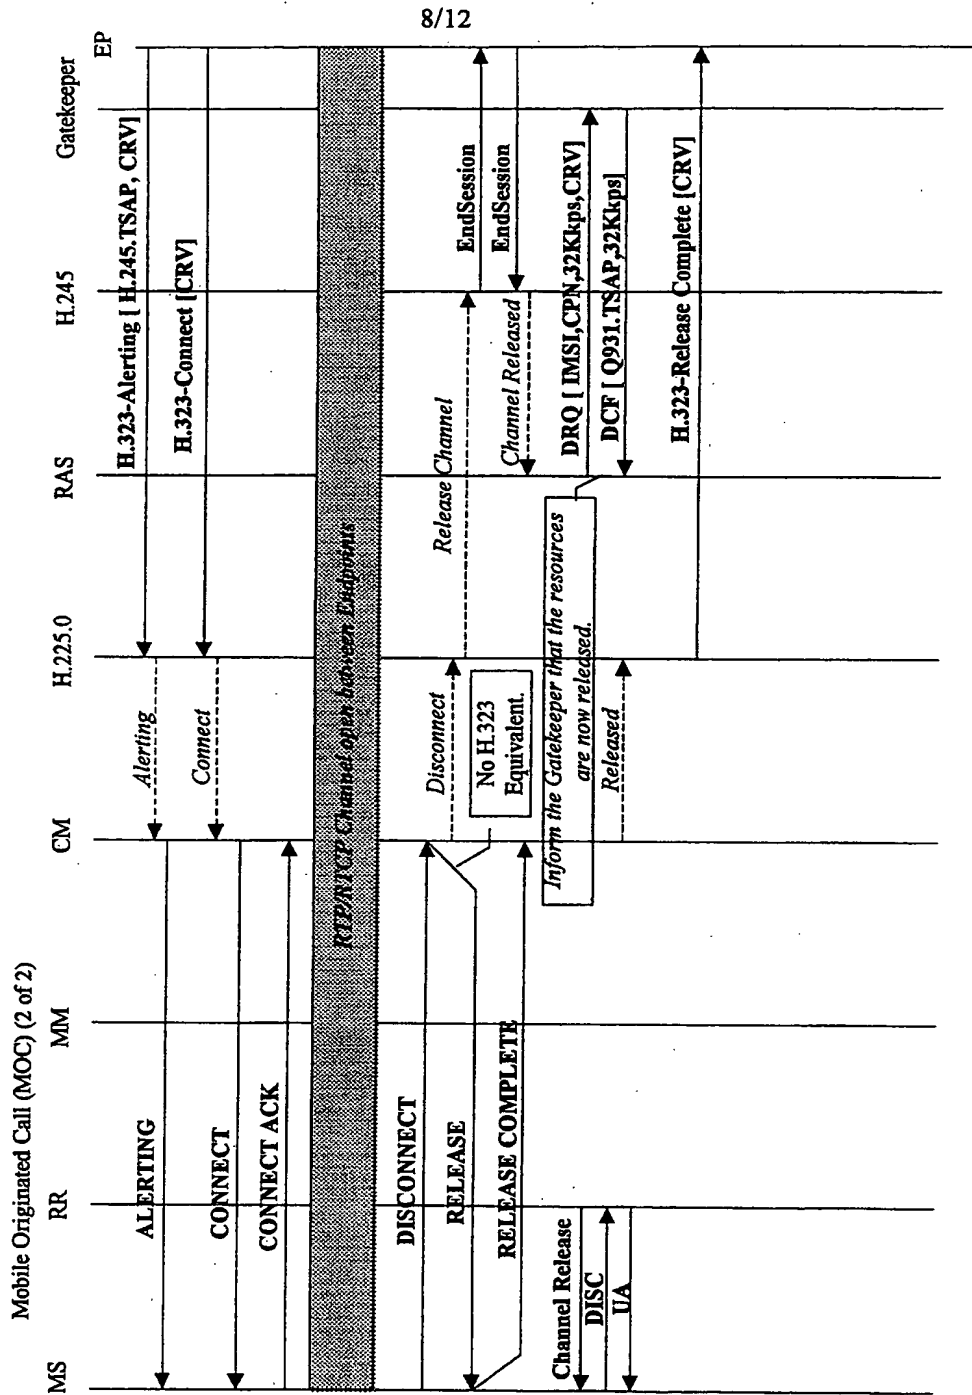 8/12
Mobile Originated Call (MOC) (2 of 2)
MS
RR
MM
CM
H.225.0
RAS
H.245
Gatekeeper
EP
H.323-Alerting [ H.245.TSAP, CRV]
Alerting
ALERTING
H.323-Connect [CRV]
Connect
CONNECT
CONNECT ACK
RTP/RTCP Channel open between Endpoints
DISCONNECT
Disconnect
Release Channel
EndSession
RELEASE
No H.323
Equivalent.
EndSession
Channel Released
RELEASE COMPLETE
DRQ [ IMSI,CPN,32Kkps,CRV]
Inform the Gatekeeper that the resources
are now released.
DCF [ Q931.TSAP,32Kkps]
Released
H.323-Release Complete [CRV]
Channel Release
DISC
UA